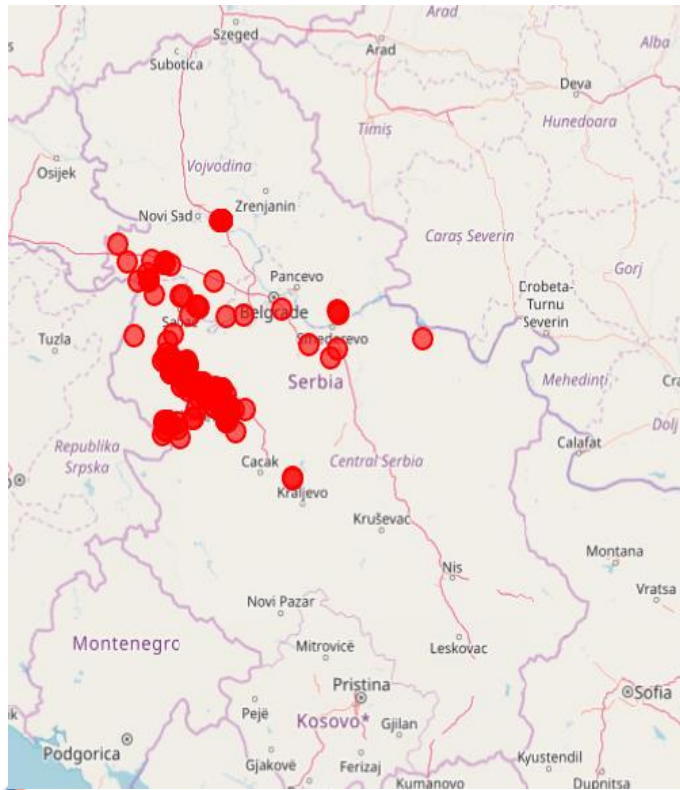 Arad
Szeged
Arad
Subotica
Alba
Deva
Timiș
Hunedoara
Osijek
Vojvodina
Zrenjanin
Novi Sad
Caraș Severin
Gorj
Pancevo
Drobeta-
Turnu
Severin
Belgrade
Tuzla
Serbia
Mehedinți
Dolj
Republika
Srpska
Calafat
Cacak
Central Serbia
Kraljevo
Kruševac
Montana
Nis
Vratsa
Novi Pazar
Montenegro
Mitrovicë
Leskovac
Pristina
Sofia
Pejë
Kosovo*
Gjilan
Podgorica
Gjakovë
Ferizaj
Kyustendil
Kumanovo
Dupnitsa